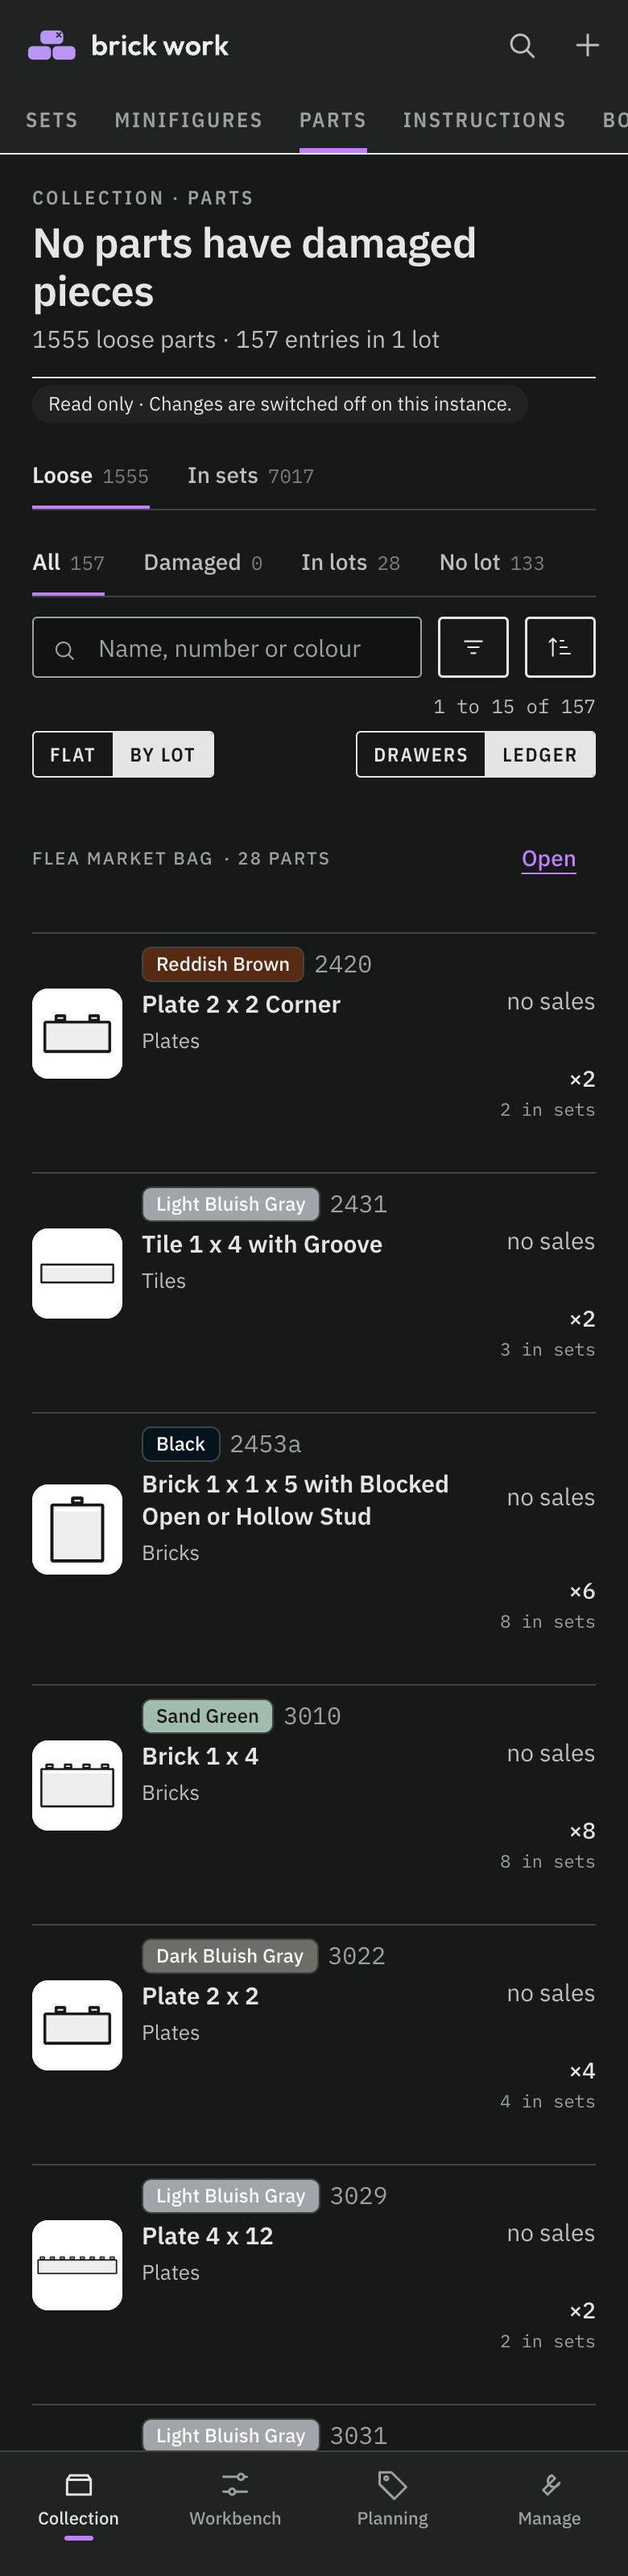 brick work
SETS MINIFIGURES PARTS INSTRUCTIONS BO
COLLECTION · PARTS
No parts have damaged
pieces
1555 loose parts · 157 entries in 1 lot
Read only · Changes are switched off on this instance.
Loose 1555 In sets 7017
All 157 Damaged 0 In lots 28 No lot 133
Name, number or colour
1 to 15 of 157
FLAT BY LOT DRAWERS LEDGER
FLEA MARKET BAG · 28 PARTS Open
Reddish Brown 2420
Plate 2 x 2 Corner
no sales
Plates
×2
2 in sets
Light Bluish Gray 2431
Tile 1 x 4 with Groove
no sales
Tiles
×2
3 in sets
Black 2453a
Brick 1 x 1 x 5 with Blocked
Open or Hollow Stud
no sales
Bricks
×6
8 in sets
Sand Green 3010
Brick 1 x 4
no sales
Bricks
×8
8 in sets
Dark Bluish Gray 3022
Plate 2 x 2
no sales
Plates
×4
4 in sets
Light Bluish Gray 3029
Plate 4 x 12
no sales
Plates
×2
2 in sets
Light Bluish Gray 3031
Collection Workbench Planning Manage